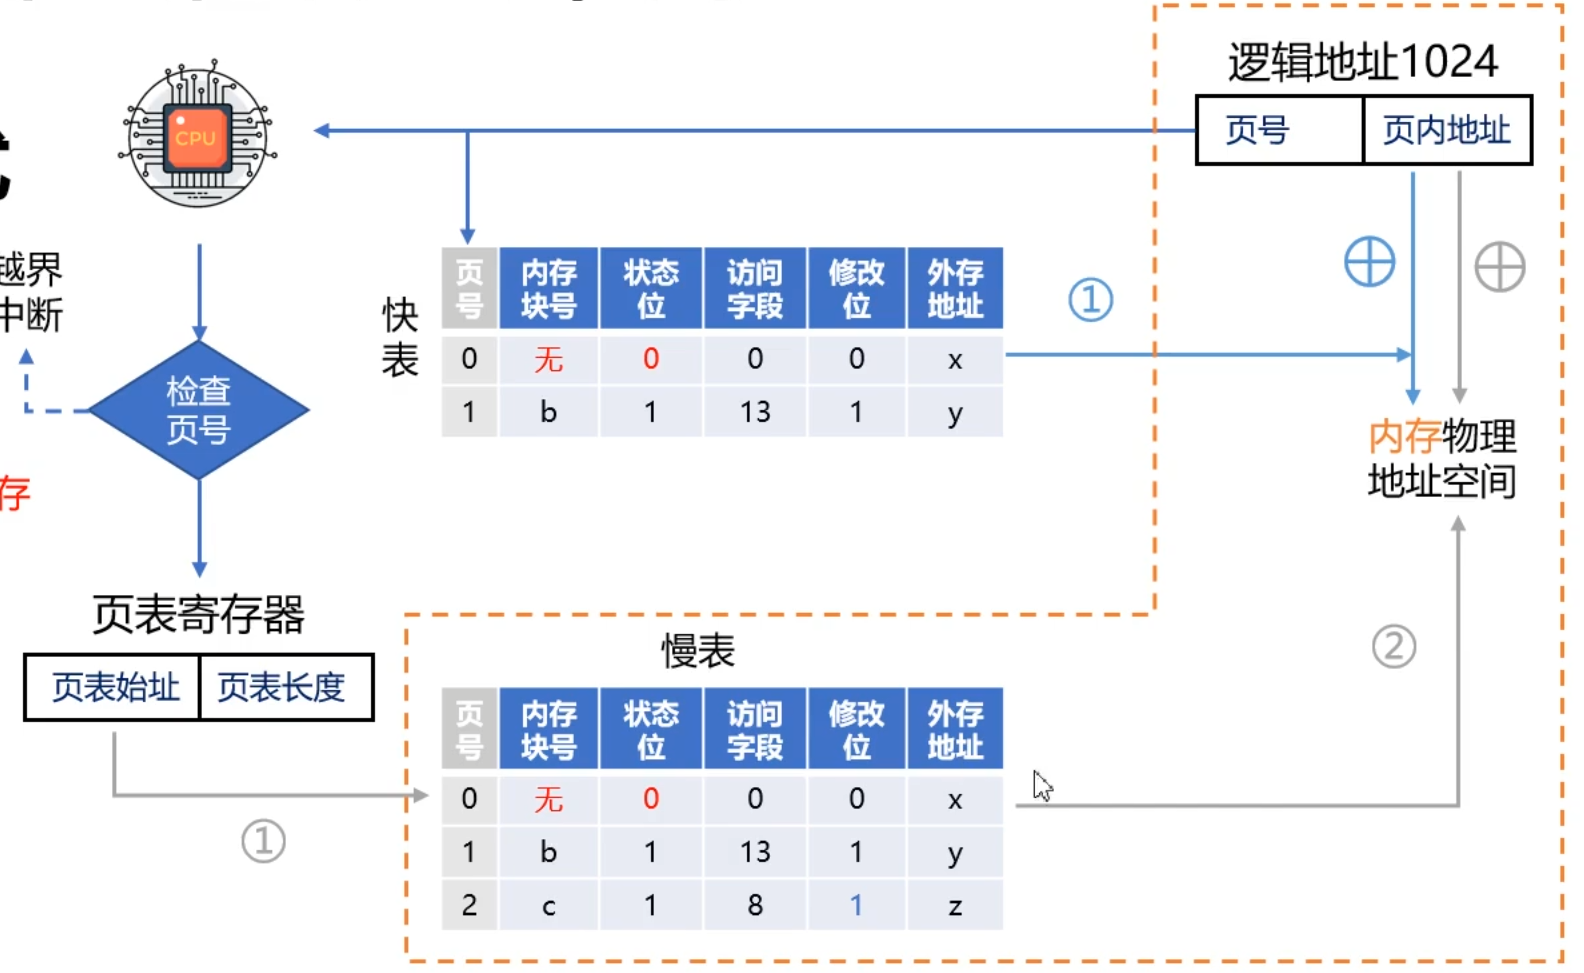 逻辑地址1024
页号 页内地址
CPU
越界
中断
检查
页号
存
快
表
页号 内存块号 状态位 访问字段 修改位 外存地址
0 无 0 0 0 x
1 b 1 13 1 y
①
内存物理
地址空间
②
页表寄存器
页表始址 页表长度
①
慢表
页号 内存块号 状态位 访问字段 修改位 外存地址
0 无 0 0 0 x
1 b 1 13 1 y
2 c 1 8 1 z